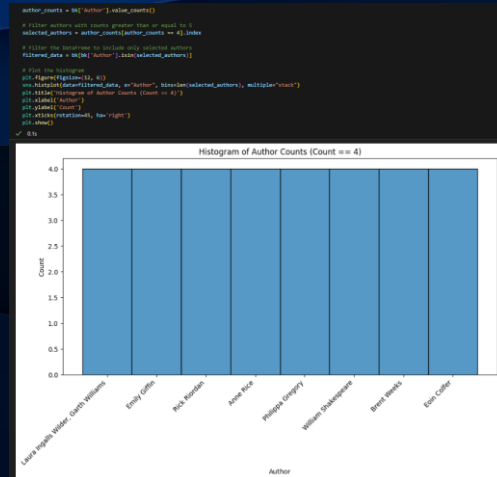 author_counts = bk['Author'].value_counts()
# Filter authors with counts greater than or equal to 5
selected_authors = author_counts[author_counts == 4].index
# Filter the DataFrame to include only selected authors
filtered_data = bk[bk['Author'].isin(selected_authors)]
# Plot the histogram
plt.figure(figsize=(12, 6))
sns.histplot(data=filtered_data, x="Author", bins=len(selected_authors), multiple="stack")
plt.title('Histogram of Author Counts (Count == 4)')
plt.xlabel('Author')
plt.ylabel('Count')
plt.xticks(rotation=45, ha='right')
plt.show()
✓ 0.1s
Histogram of Author Counts (Count == 4)
4.0
3.5
3.0
2.5
2.0
1.5
1.0
0.5
0.0
Count
Laura Ingalls Wilder, Garth Williams
Emily Giffin
Rick Riordan
Anne Rice
Philippa Gregory
William Shakespeare
Brent Weeks
Eoin Colfer
Author